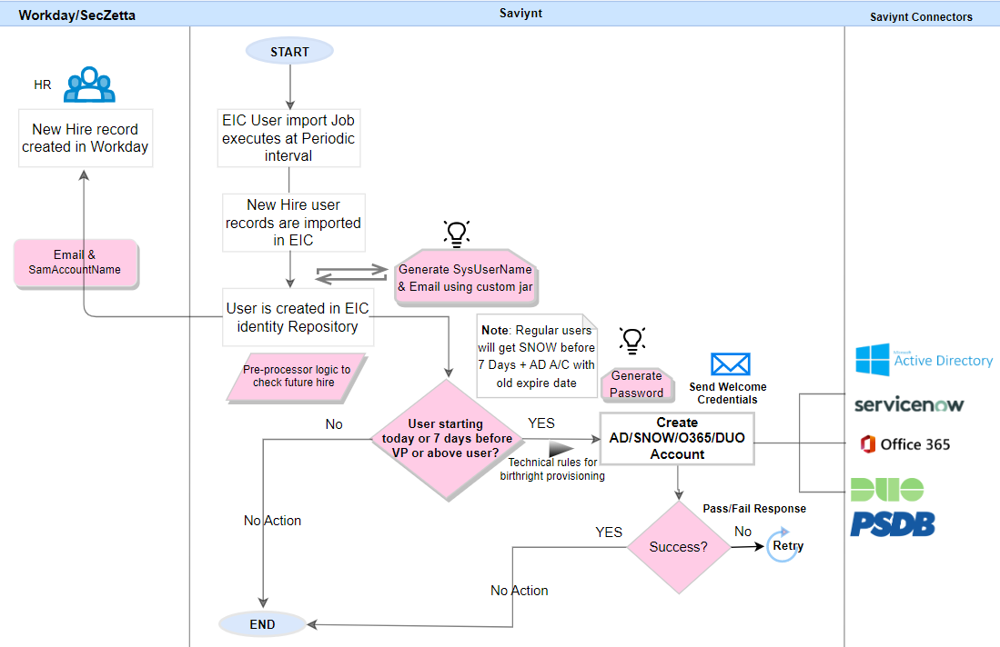 Workday/SecZetta
Saviynt
Saviynt Connectors
HR
New Hire record
created in Workday
Email &
SamAccountName
START
EIC User import Job
executes at Periodic
interval
New Hire user
records are imported
in EIC
Generate SysUserName
& Email using custom jar
User is created in EIC
identity Repository
Pre-processor logic to
check future hire
Note: Regular users
will get SNOW before
7 Days + AD A/C with
old expire date
Generate
Password
Send Welcome
Credentials
No
User starting
today or 7 days before
VP or above user?
YES
Technical rules for
birthright provisioning
Create
AD/SNOW/O365/DUO
Account
Pass/Fail Response
Success?
YES
No
Retry
No Action
No Action
END
Microsoft
Active Directory
servicenow
Office 365
DUO
PSDB